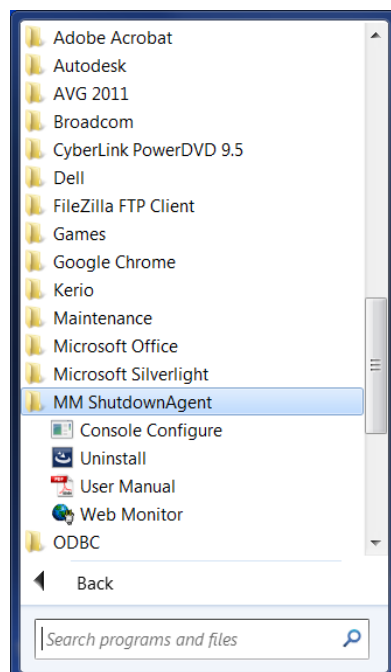 Adobe Acrobat
Autodesk
AVG 2011
Broadcom
CyberLink PowerDVD 9.5
Dell
FileZilla FTP Client
Games
Google Chrome
Kerio
Maintenance
Microsoft Office
Microsoft Silverlight
MM ShutdownAgent
Console Configure
Uninstall
User Manual
Web Monitor
ODBC
Back
Search programs and files